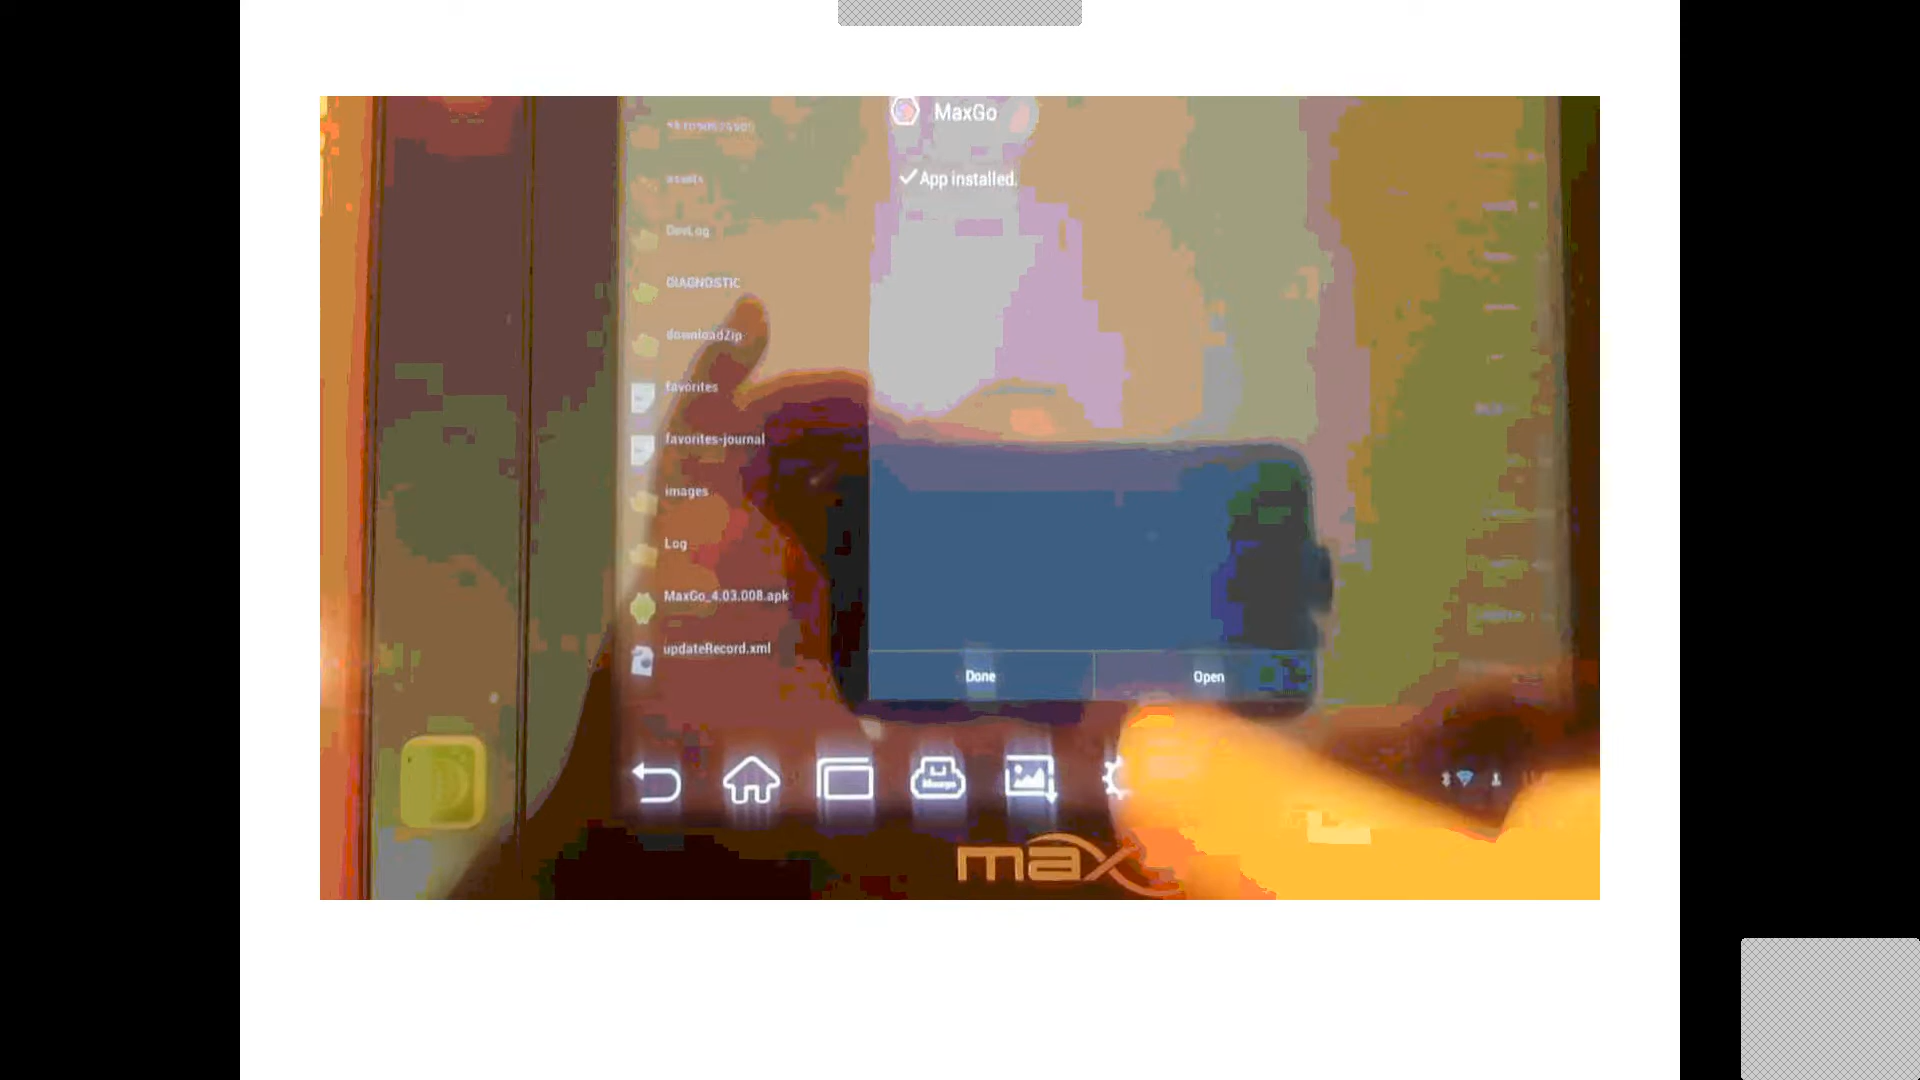 MaxGo
App installed.
DevLog
DIAGNOSTIC
downloadZip
favorites
favorites-journal
images
Log
MaxGo_4.03.008.apk
updateRecord.xml
Done
Open
max